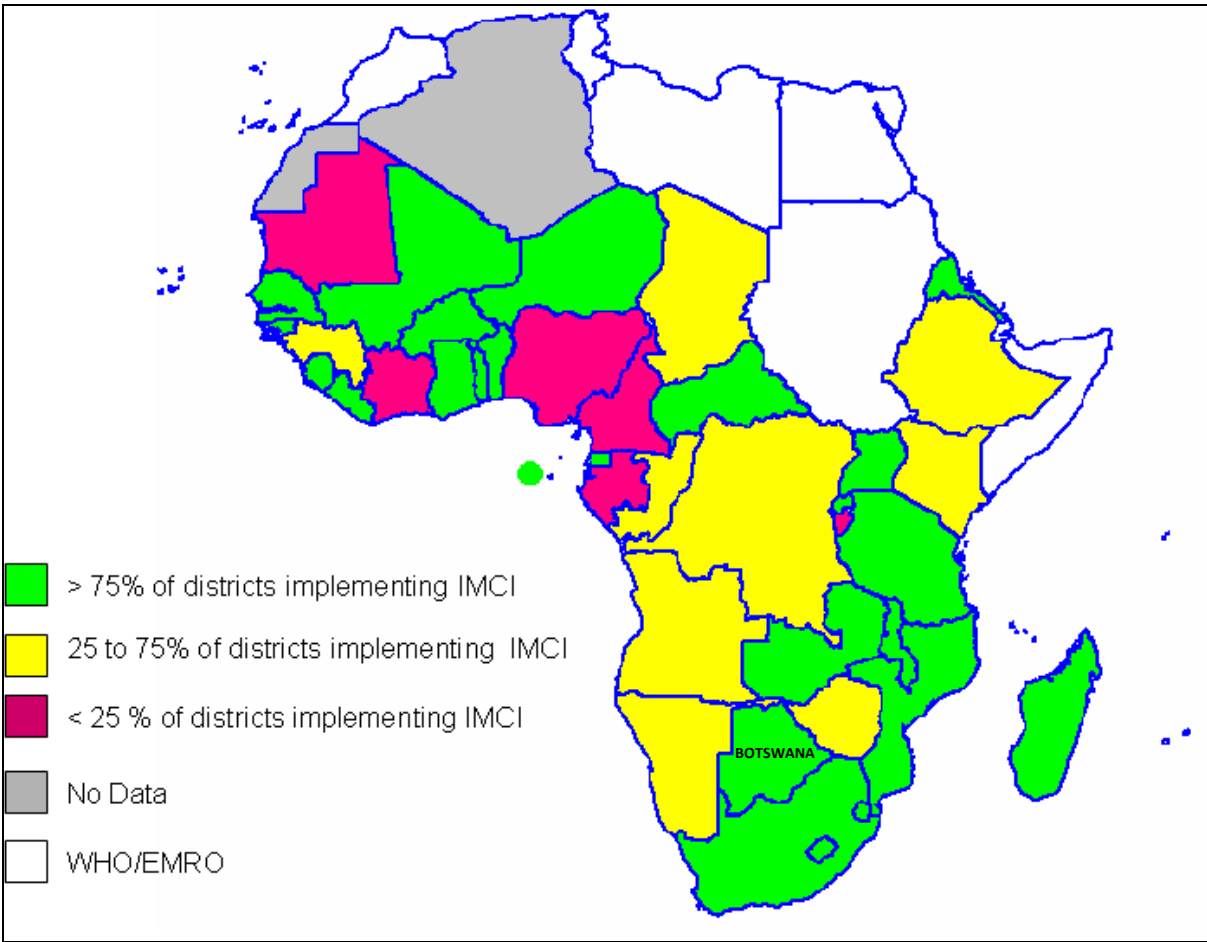 > 75% of districts implementing IMCI
25 to 75% of districts implementing IMCI
< 25 % of districts implementing IMCI
No Data
WHO/EMRO
BOTSWANA